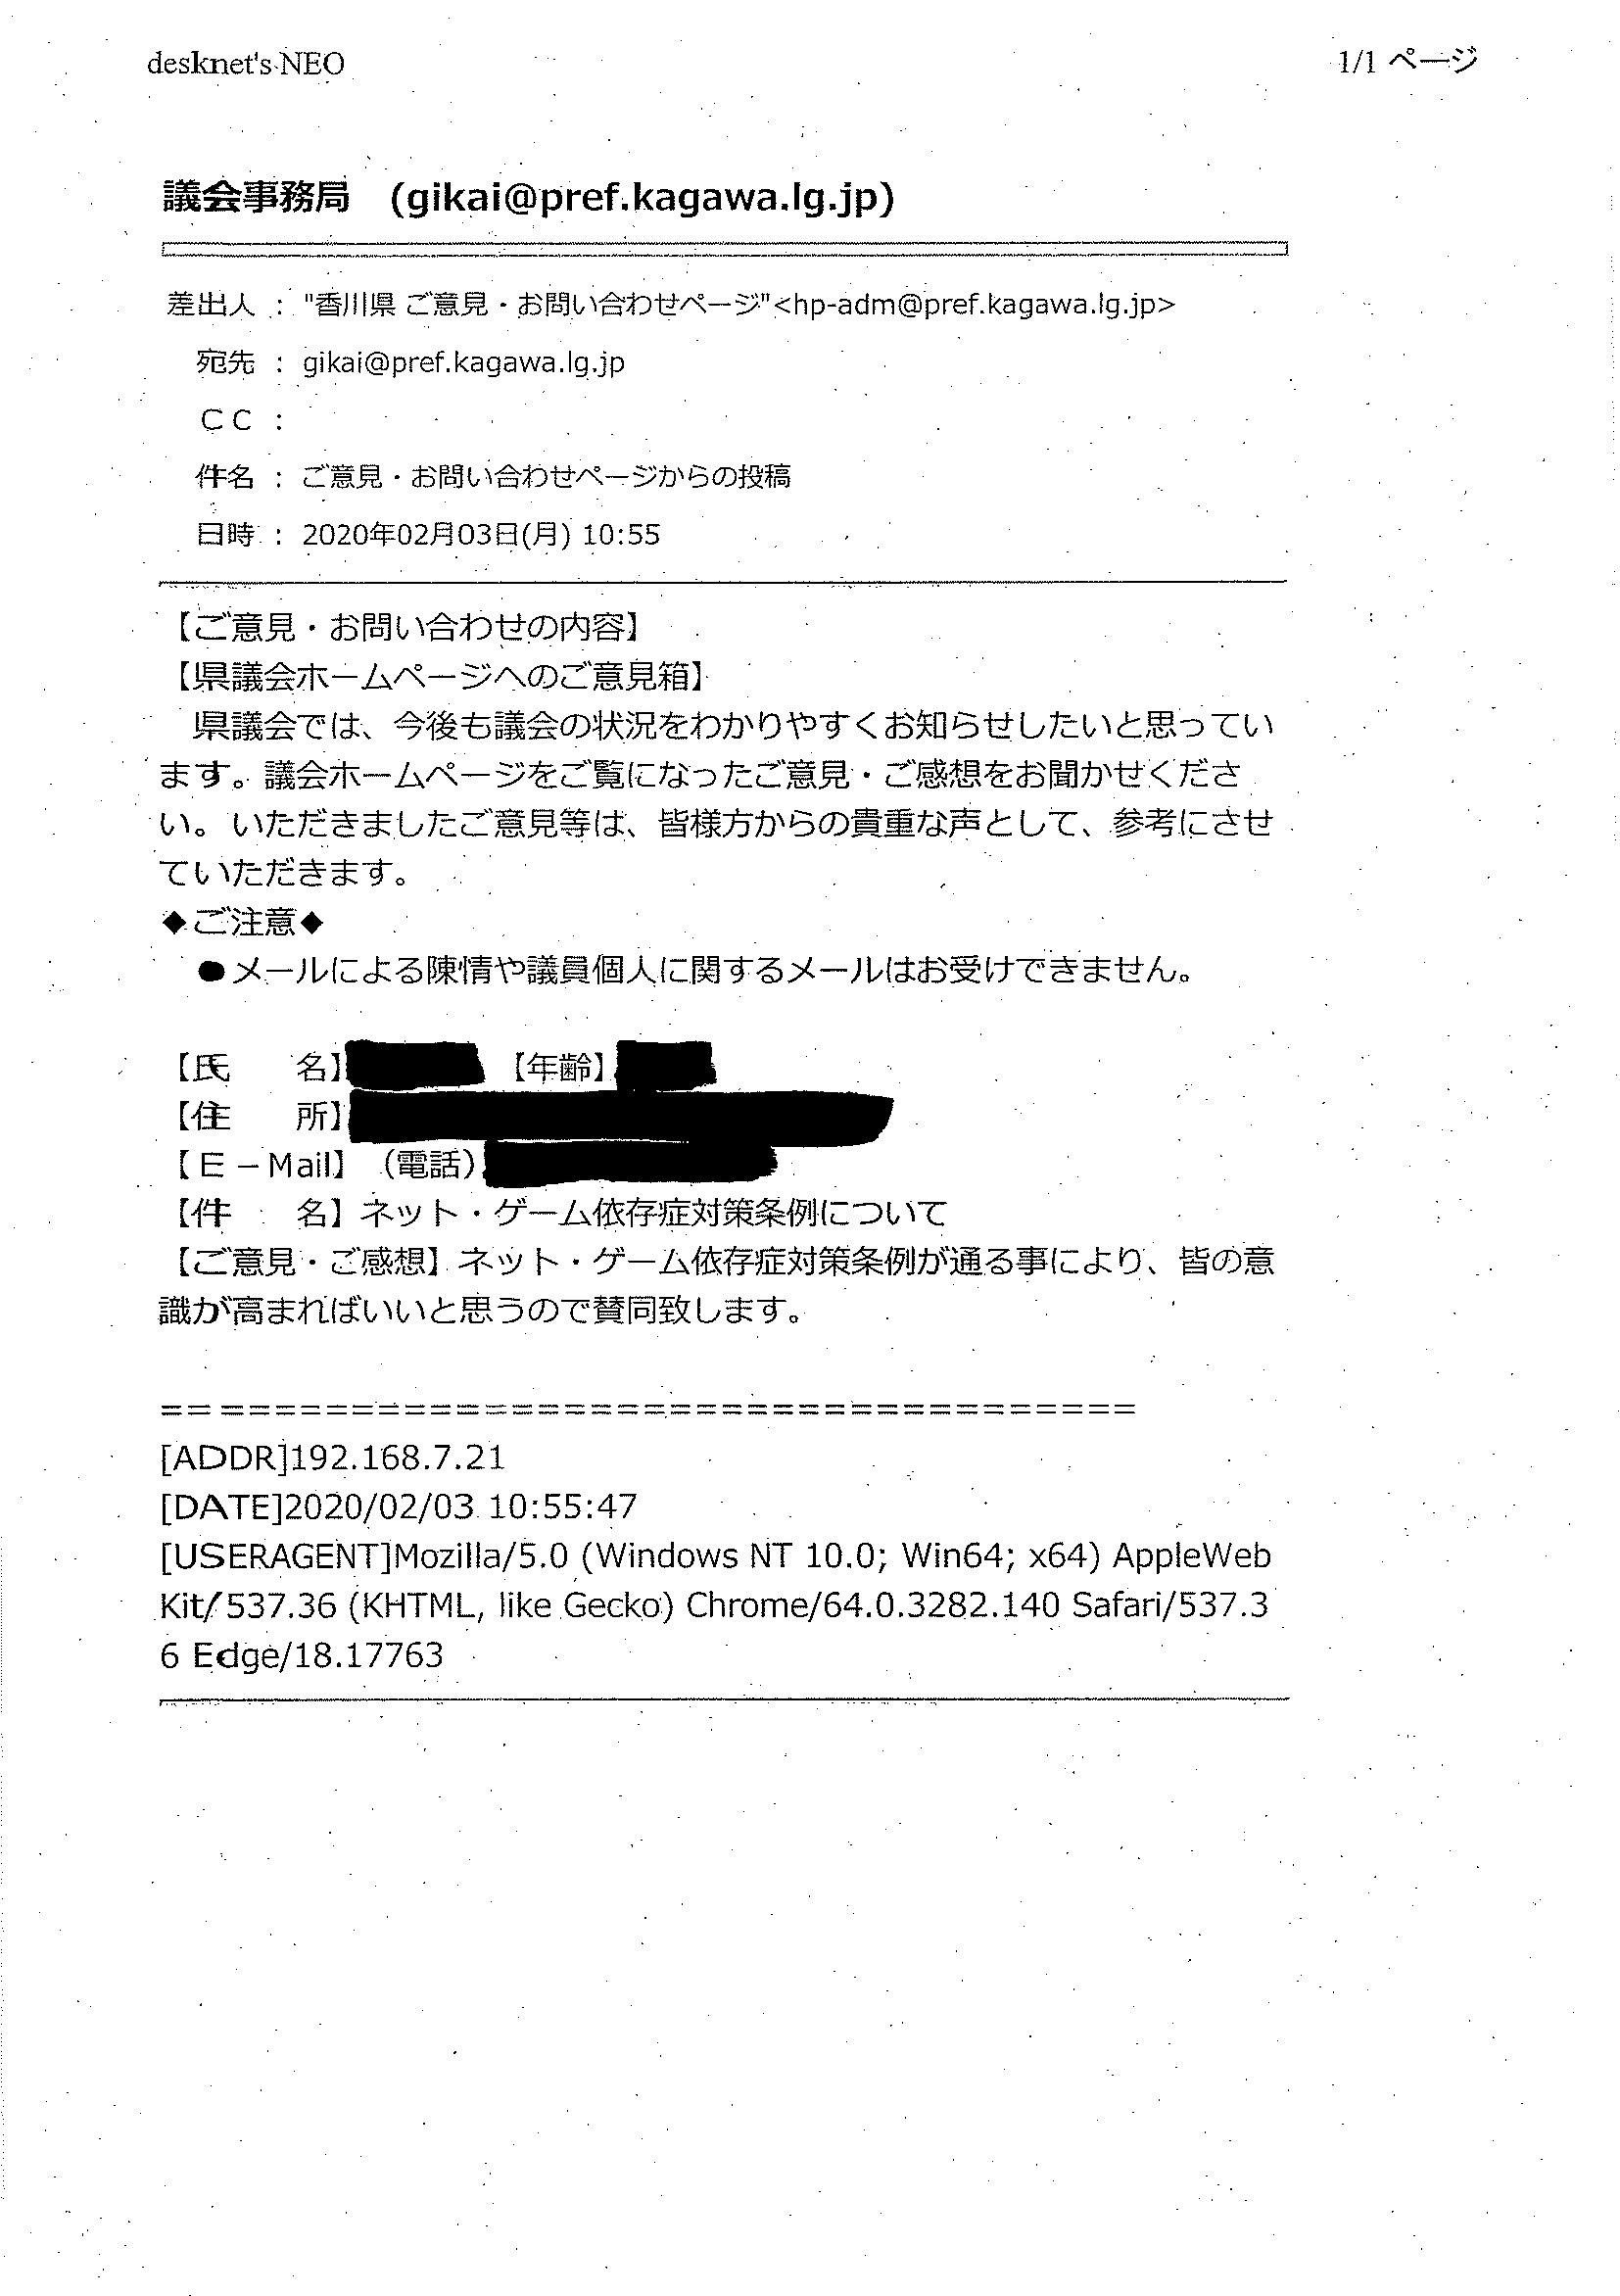 desknet's NEO
1/1 ページ
議会事務局　(gikai@pref.kagawa.lg.jp)
差出人 : "香川県 ご意見・お問い合わせページ"<hp-adm@pref.kagawa.lg.jp>
宛先 : gikai@pref.kagawa.lg.jp
ＣＣ :
件名 : ご意見・お問い合わせページからの投稿
日時 : 2020年02月03日(月) 10:55
【ご意見・お問い合わせの内容】
【県議会ホームページへのご意見箱】
　県議会では、今後も議会の状況をわかりやすくお知らせしたいと思ってい
ます。議会ホームページをご覧になったご意見・ご感想をお聞かせくださ
い。いただきましたご意見等は、皆様方からの貴重な声として、参考にさせ
ていただきます。
◆ご注意◆
　●メールによる陳情や議員個人に関するメールはお受けできません。
【氏　　名】　【年齢】
【住　　所】
【Ｅ－Mail】（電話）
【件　　名】ネット・ゲーム依存症対策条例について
【ご意見・ご感想】ネット・ゲーム依存症対策条例が通る事により、皆の意
識が高まればいいと思うので賛同致します。
=====================================
[ADDR]192.168.7.21
[DATE]2020/02/03 10:55:47
[USERAGENT]Mozilla/5.0 (Windows NT 10.0; Win64; x64) AppleWeb
Kit/537.36 (KHTML, like Gecko) Chrome/64.0.3282.140 Safari/537.3
6 Edge/18.17763